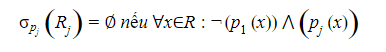 σ_{p_j} (R_j) = Ø nếu ∀x∈R : ¬ (p_1 (x)) Λ (p_j (x))